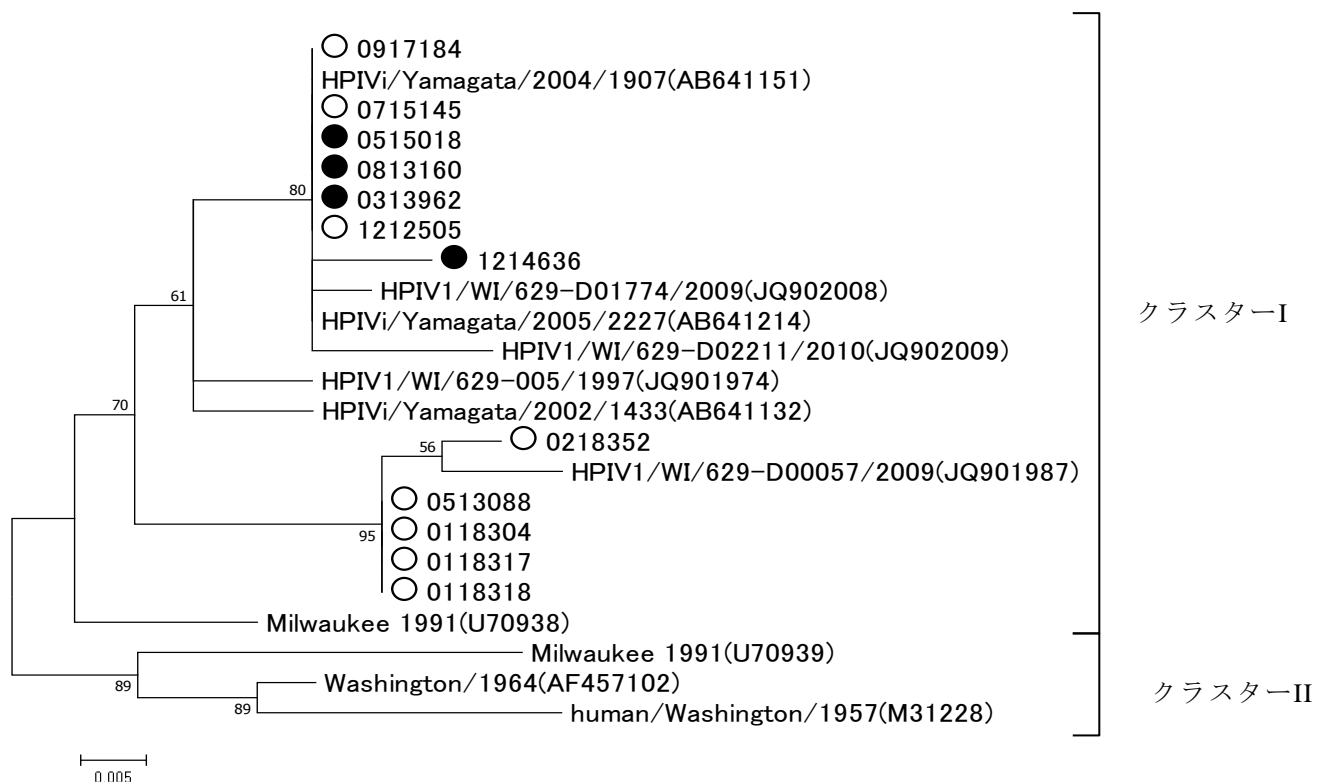 0917184
HPIVi/Yamagata/2004/1907(AB641151)
0715145
0515018
0813160
80
0313962
1212505
1214636
61
HPIV1/WI/629-D01774/2009(JQ902008)
クラスターI
HPIVi/Yamagata/2005/2227(AB641214)
HPIV1/WI/629-D02211/2010(JQ902009)
HPIV1/WI/629-005/1997(JQ901974)
70
HPIVi/Yamagata/2002/1433(AB641132)
56
0218352
HPIV1/WI/629-D00057/2009(JQ901987)
0513088
95
0118304
0118317
0118318
Milwaukee 1991(U70938)
Milwaukee 1991(U70939)
89
Washington/1964(AF457102)
クラスターII
89
human/Washington/1957(M31228)
0.005